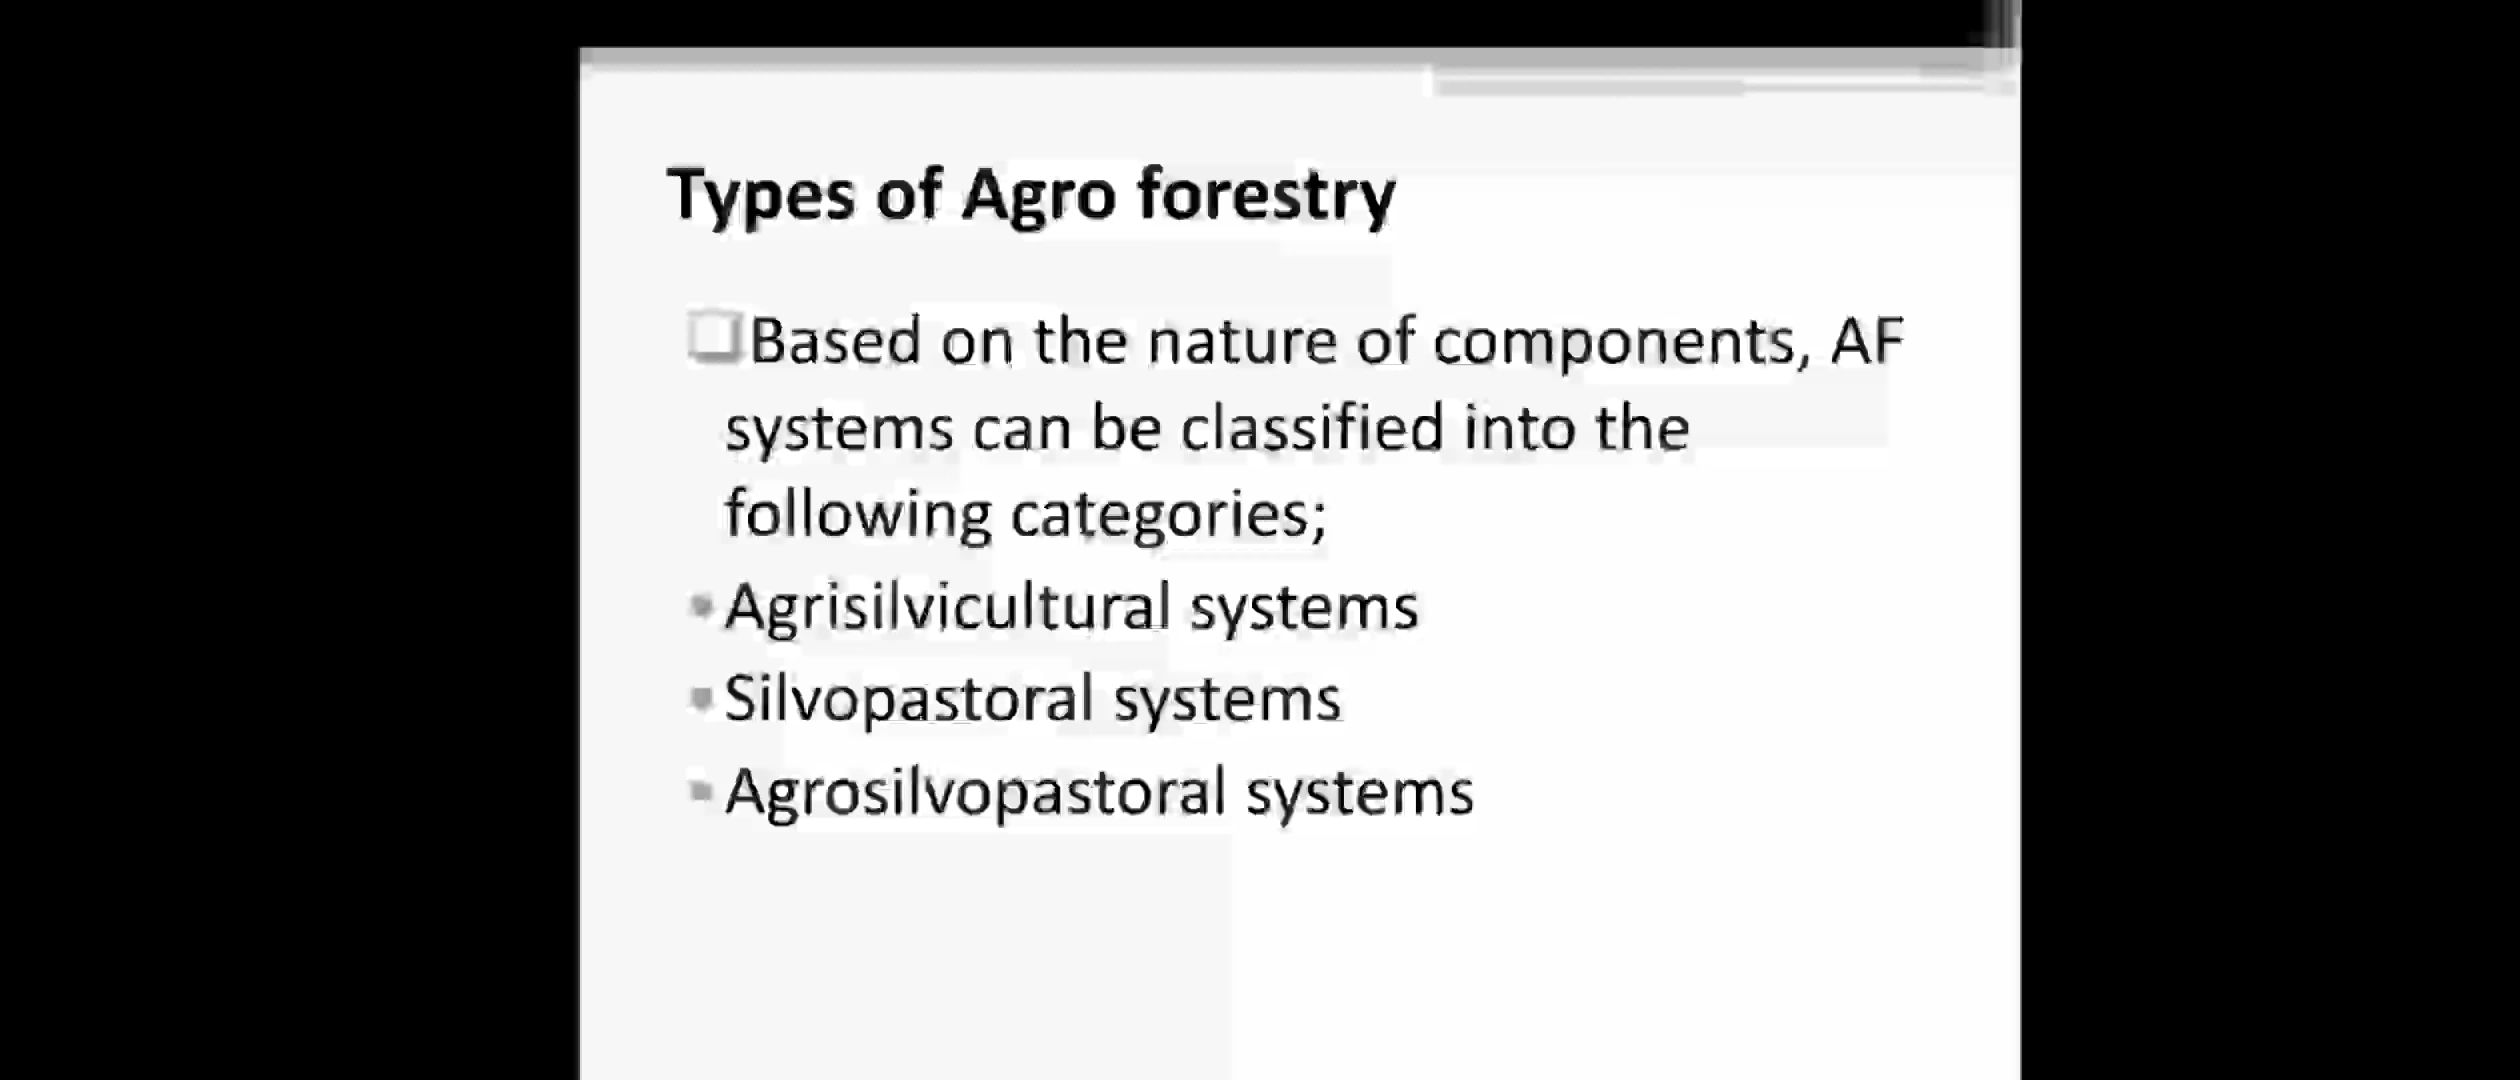 Types of Agro forestry
Based on the nature of components, AF
systems can be classified into the
following categories;
Agrisilvicultural systems
Silvopastoral systems
Agrosilvopastoral systems